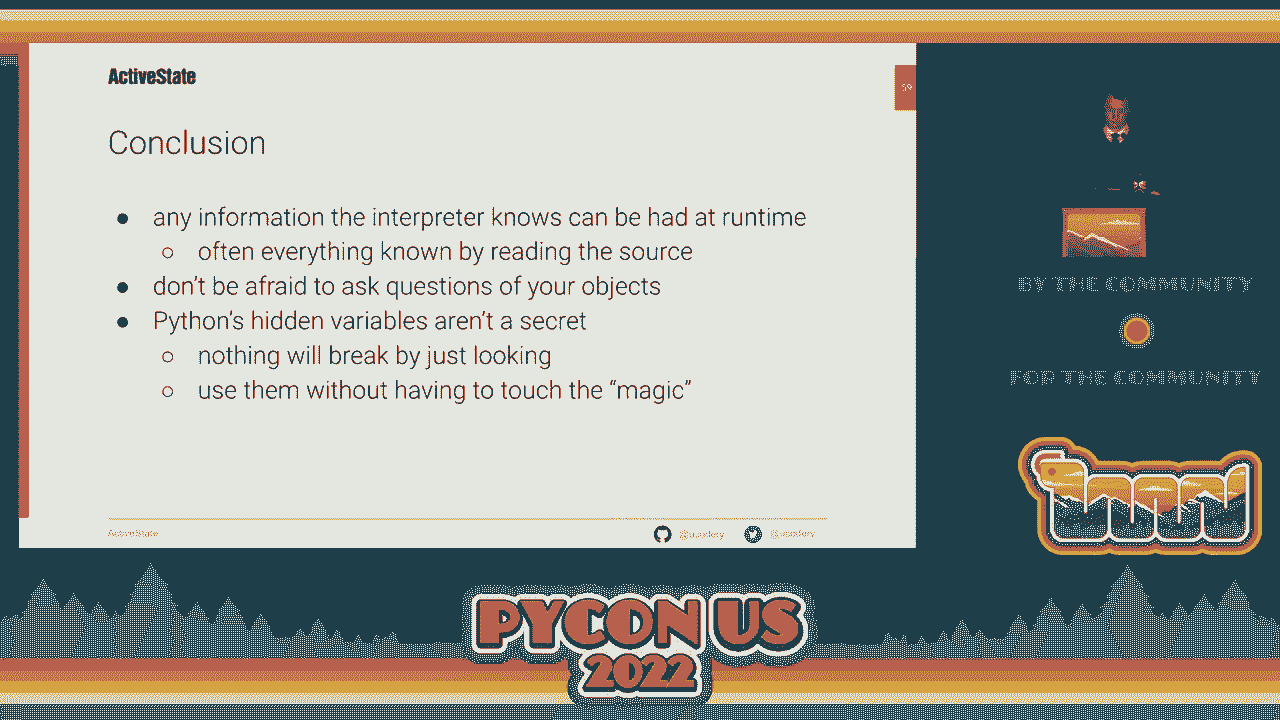 ActiveState
59
Conclusion
● any information the interpreter knows can be had at runtime
○ often everything known by reading the source
● don’t be afraid to ask questions of your objects
● Python’s hidden variables aren’t a secret
○ nothing will break by just looking
○ use them without having to touch the “magic”
ActiveState
BY THE COMMUNITY
FOR THE COMMUNITY
PYCON US
2022